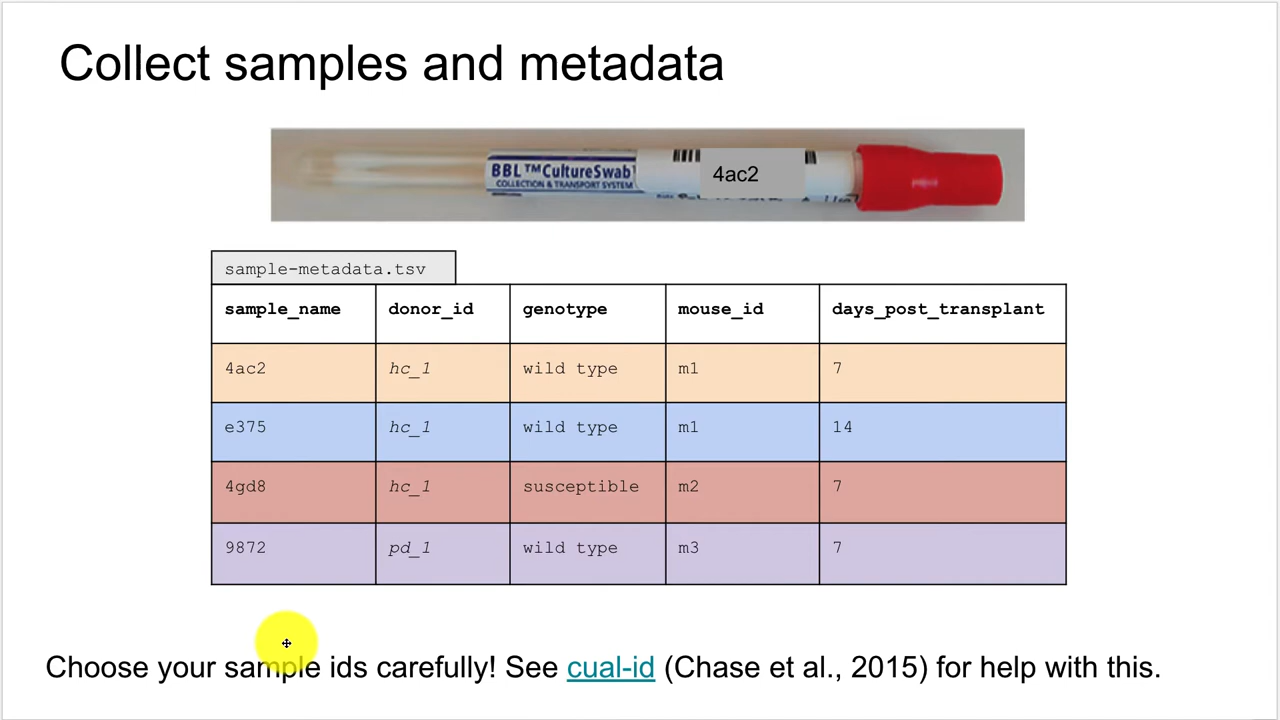 Collect samples and metadata
BBL™CultureSwab
COLLECTION & TRANSPORT SYSTEM
4ac2
sample-metadata.tsv
sample_name donor_id genotype mouse_id days_post_transplant
4ac2 hc_1 wild type m1 7
e375 hc_1 wild type m1 14
4gd8 hc_1 susceptible m2 7
9872 pd_1 wild type m3 7
Choose your sample ids carefully! See cual-id (Chase et al., 2015) for help with this.